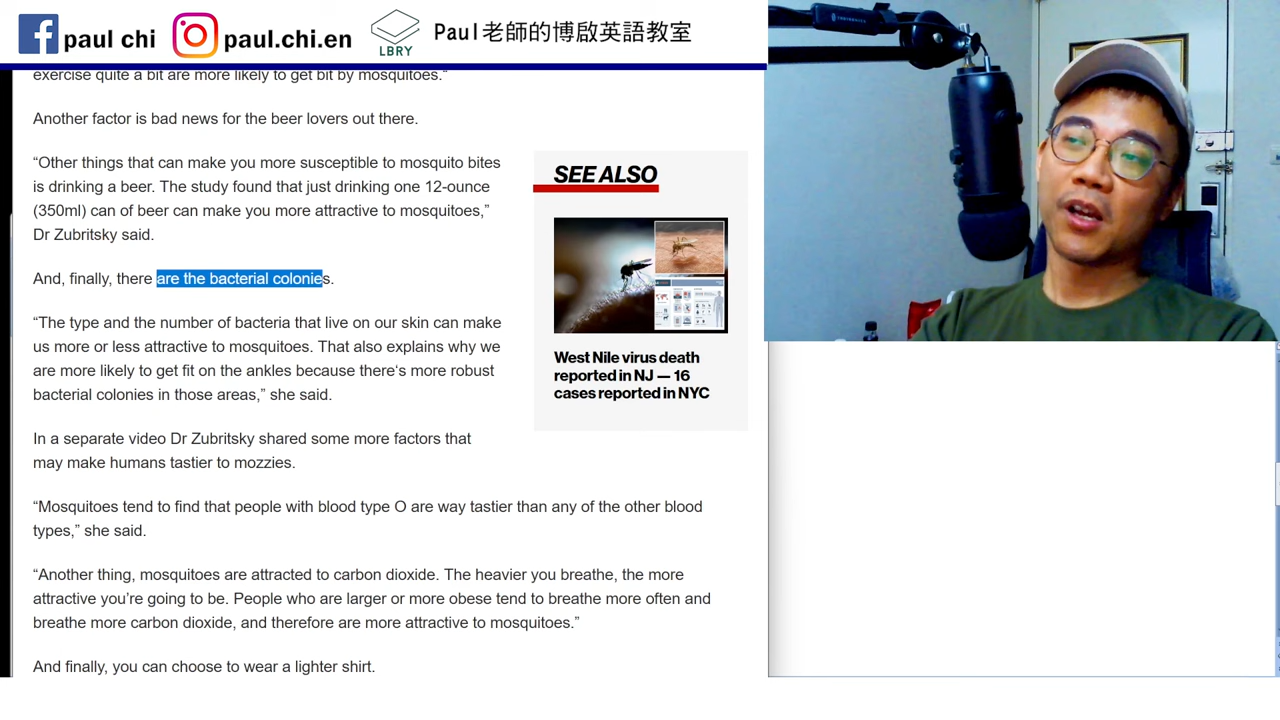 paul chi
paul.chi.en
LBRY
Paul老師的博啟英語教室
exercise quite a bit are more likely to get bit by mosquitoes.”
Another factor is bad news for the beer lovers out there.
“Other things that can make you more susceptible to mosquito bites
is drinking a beer. The study found that just drinking one 12-ounce
(350ml) can of beer can make you more attractive to mosquitoes,”
Dr Zubritsky said.
And, finally, there are the bacterial colonies.
“The type and the number of bacteria that live on our skin can make
us more or less attractive to mosquitoes. That also explains why we
are more likely to get fit on the ankles because there‘s more robust
bacterial colonies in those areas,” she said.
In a separate video Dr Zubritsky shared some more factors that
may make humans tastier to mozzies.
“Mosquitoes tend to find that people with blood type O are way tastier than any of the other blood
types,” she said.
“Another thing, mosquitoes are attracted to carbon dioxide. The heavier you breathe, the more
attractive you’re going to be. People who are larger or more obese tend to breathe more often and
breathe more carbon dioxide, and therefore are more attractive to mosquitoes.”
And finally, you can choose to wear a lighter shirt.
SEE ALSO
West Nile virus death
reported in NJ — 16
cases reported in NYC